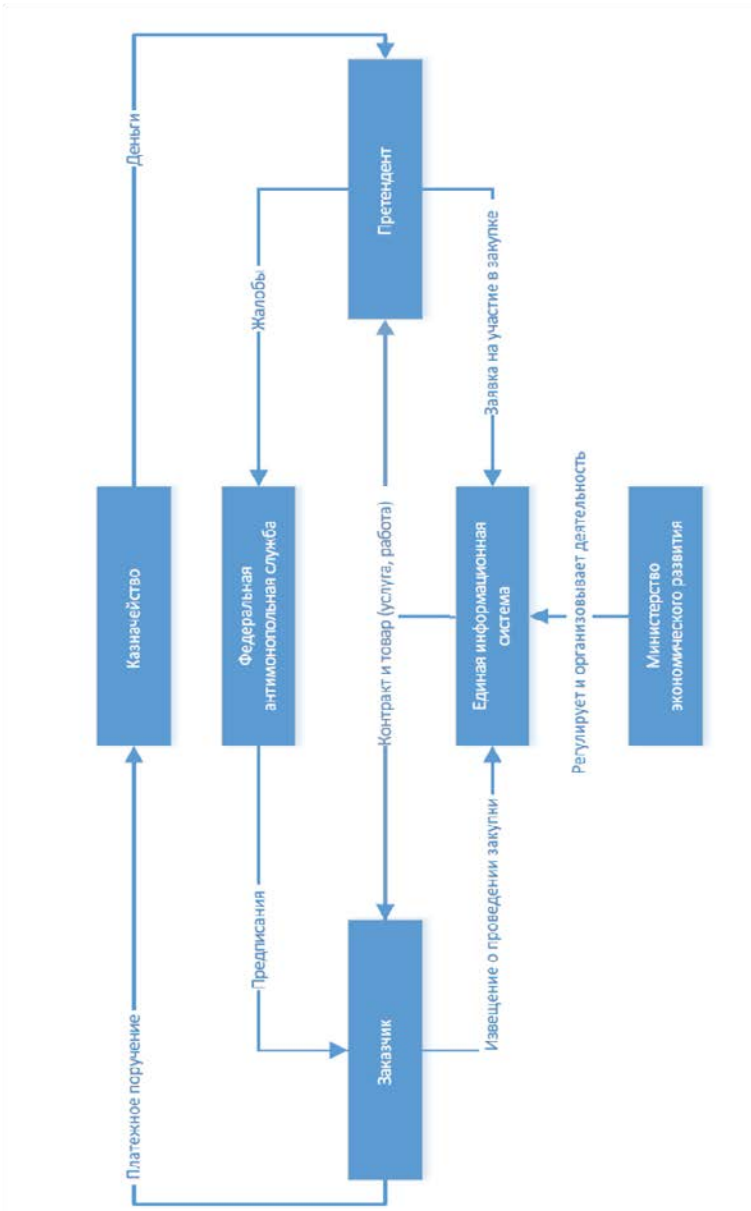 Платежное поручение
Деньги
Казначейство
Предписания
Жалобы
Федеральная
антимонопольная служба
Заказчик
Контракт и товар (услуга, работа)
Претендент
Извещение о проведении закупки
Заявка на участие в закупке
Единая информационная
система
Регулирует и организовывает деятельность
Министерство
экономического развития